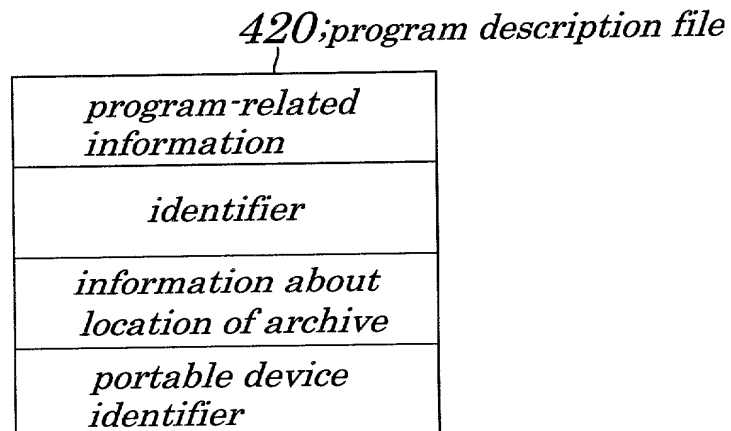 420;program description file
program-related
information
identifier
information about
location of archive
portable device
identifier